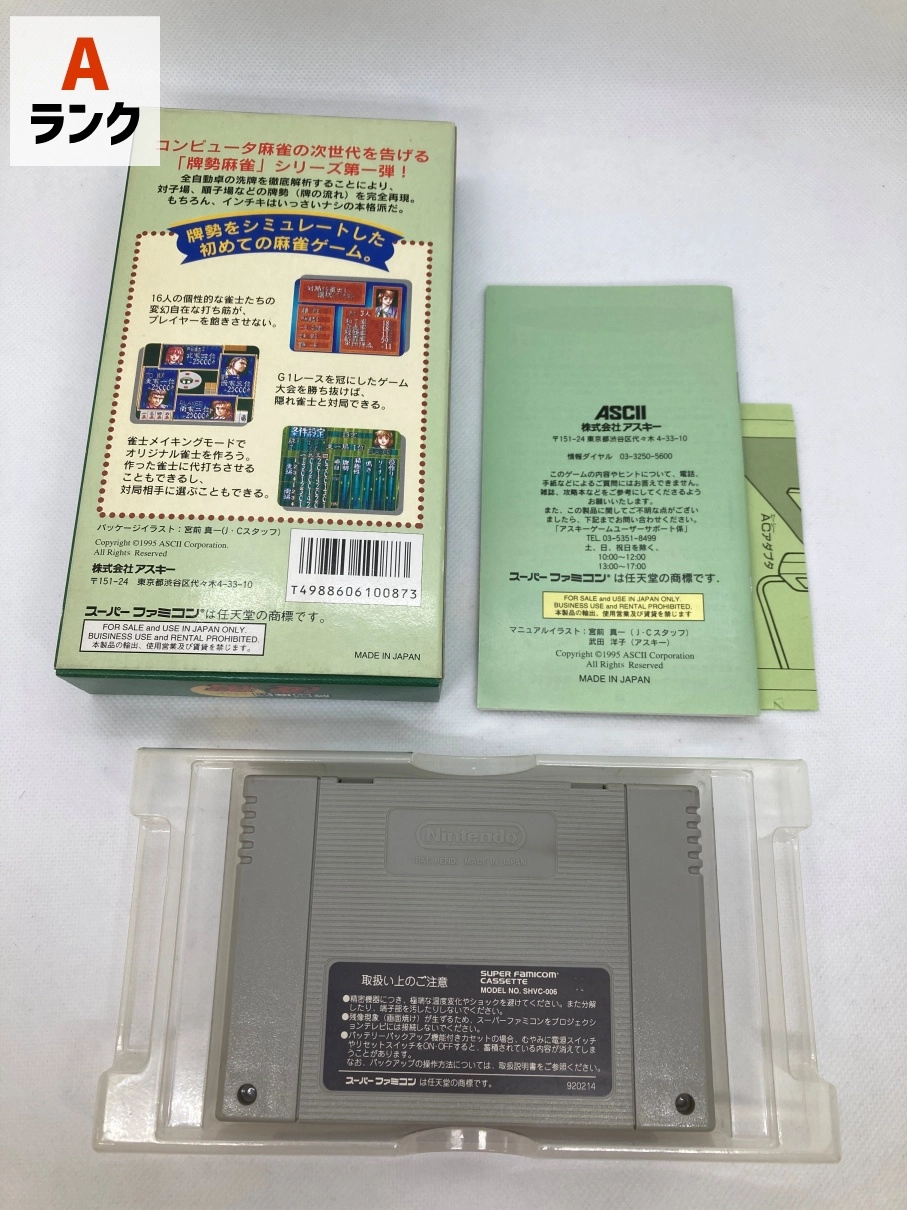 A
ランク
コンピュータ麻雀の次世代を告げる
「牌勢麻雀」シリーズ第一弾!
全自動卓の洗牌を徹底解析することにより、
対子場、順子場などの牌勢(牌の流れ)を完全再現。
もちろん、インチキはいっさいナシの本格派だ。
牌勢をシミュレートした
初めての麻雀ゲーム。
16人の個性的な雀士たちの
変幻自在な打ち筋が、
プレイヤーを飽きさせない。
G1レースを冠にしたゲーム
大会を勝ち抜けば、
隠れ雀士と対局できる。
雀士メイキングモードで
オリジナル雀士を作ろう。
作った雀士に代打ちさせる
こともできるし、
対局相手に選ぶこともできる。
条件設定
パッケージイラスト:宮前 真一(J・Cスタッフ)
Copyright ©1995 ASCII Corporation.
All Rights Reserved
株式会社アスキー
〒151-24 東京都渋谷区代々木4-33-10
T4988606100873
スーパーファミコン®は任天堂の商標です。
FOR SALE and USE IN JAPAN ONLY.
BUISINESS USE and RENTAL PROHIBITED.
本製品の輸出、使用営業及び賃貸を禁じます。
MADE IN JAPAN
ASCII
株式会社アスキー
〒151-24 東京都渋谷区代々木4-33-10
情報ダイヤル 03-3250-5600
このゲームの内容やヒントについて、電話、
手紙などによるご質問にはお答えできません。
雑誌、攻略本などをご参考にしてくださるよう
お願いいたします。
また、この製品に関してご不明な点がござい
ましたら、下記までお問い合わせください。
「アスキーゲームユーザーサポート係」
TEL 03-5351-8499
土、日、祝日を除く、
10:00〜12:00
13:00〜17:00
スーパーファミコン®は任天堂の商標です.
FOR SALE and USE IN JAPAN ONLY.
BUISINESS USE and RENTAL PROHIBITED.
本製品の輸出、使用営業及び賃貸を禁じます
マニュアルイラスト:宮前 真一(J・Cスタッフ)
武田 洋子(アスキー)
Copyright ©1995 ASCII Corporation
All Rights Reserved
MADE IN JAPAN
ACアダプタ
Nintendo
PAT. PEND. MADE IN JAPAN
取扱い上のご注意
SUPER FAMICOM
CASSETTE
MODEL NO. SHVC-006
●精密機器につき、極端な温度変化やショックを避けてください。また分解
したり、端子部を汚したりしないでください。
●残像現象(画面焼け)が生ずるため、スーパーファミコンをプロジェクシ
ョンテレビには接続しないでください。
●バッテリーバックアップ機能付きカセットの場合、むやみに電源スイッチ
やリセットスイッチをON・OFFすると、蓄積されている内容が消えてしま
うことがあります。
なお、バックアップの操作方法については、取扱説明書をご参照ください。
スーパーファミコンは任天堂の商標です。
920214